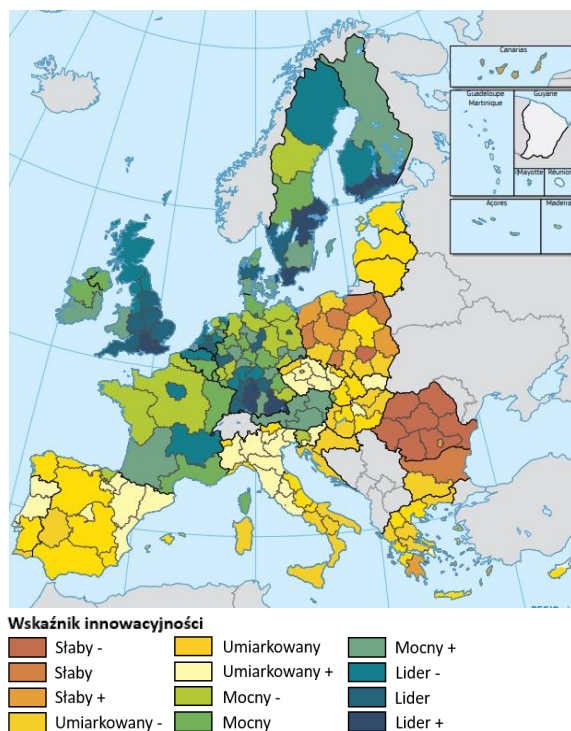 Canarias
Guadeloupe
Martinique
Guyane
Mayotte
Réunion
Açores
Madeira
Wskaźnik innowacyjności
Słaby -
Słaby
Słaby +
Umiarkowany -
Umiarkowany
Umiarkowany +
Mocny -
Mocny
Mocny +
Lider -
Lider
Lider +